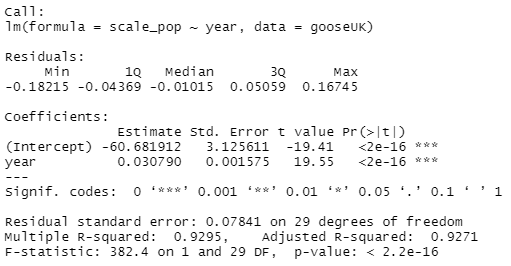 Call:
lm(formula = scale_pop ~ year, data = gooseUK)
Residuals:
Min 1Q Median 3Q Max
-0.18215 -0.04369 -0.01015 0.05059 0.16745
Coefficients:
Estimate Std. Error t value Pr(>|t|)
(Intercept) -60.681912 3.125611 -19.41 <2e-16 ***
year 0.030790 0.001575 19.55 <2e-16 ***
---
Signif. codes: 0 ‘***’ 0.001 ‘**’ 0.01 ‘*’ 0.05 ‘.’ 0.1 ‘ ’ 1
Residual standard error: 0.07841 on 29 degrees of freedom
Multiple R-squared: 0.9295, Adjusted R-squared: 0.9271
F-statistic: 382.4 on 1 and 29 DF, p-value: < 2.2e-16